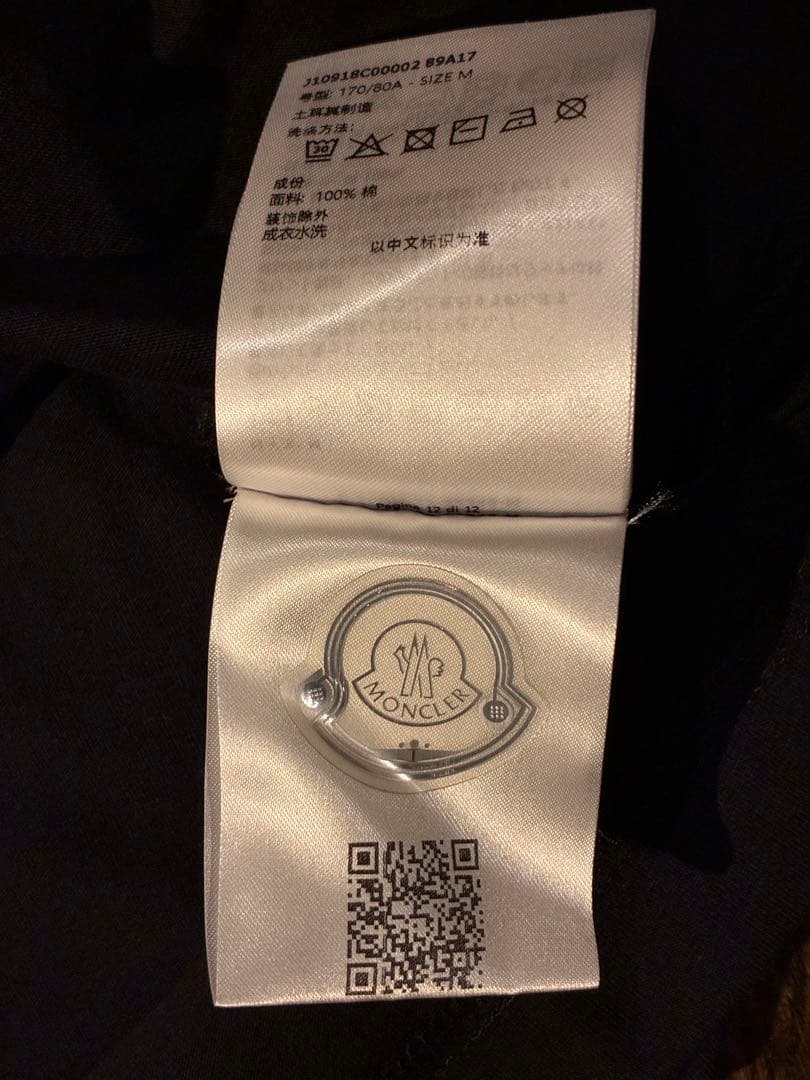 J10918C00002 89A17
号型: 170/80A - SIZE M
土耳其制造
洗涤方法:
30
成份
面料: 100% 棉
装饰除外
成衣水洗
以中文标识为准
Pagina 12 di 12
MONCLER